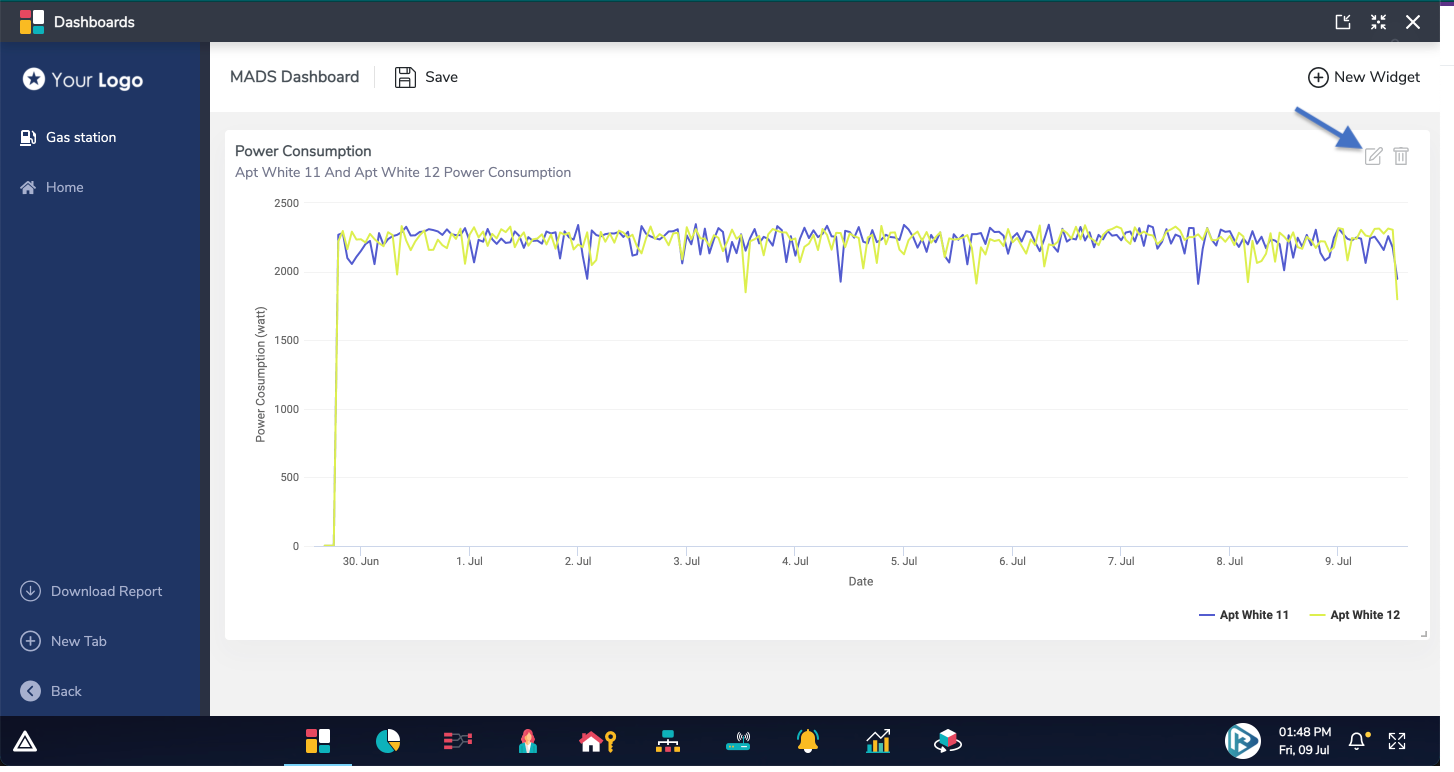 Dashboards
Your Logo
Gas station
Home
Download Report
New Tab
Back
MADS Dashboard
Save
New Widget
Power Consumption
Apt White 11 And Apt White 12 Power Consumption
Power Cosumption (watt)
2500
2000
1500
1000
500
0
30. Jun 1. Jul 2. Jul 3. Jul 4. Jul 5. Jul 6. Jul 7. Jul 8. Jul 9. Jul
Date
Apt White 11 Apt White 12
01:48 PM
Fri, 09 Jul